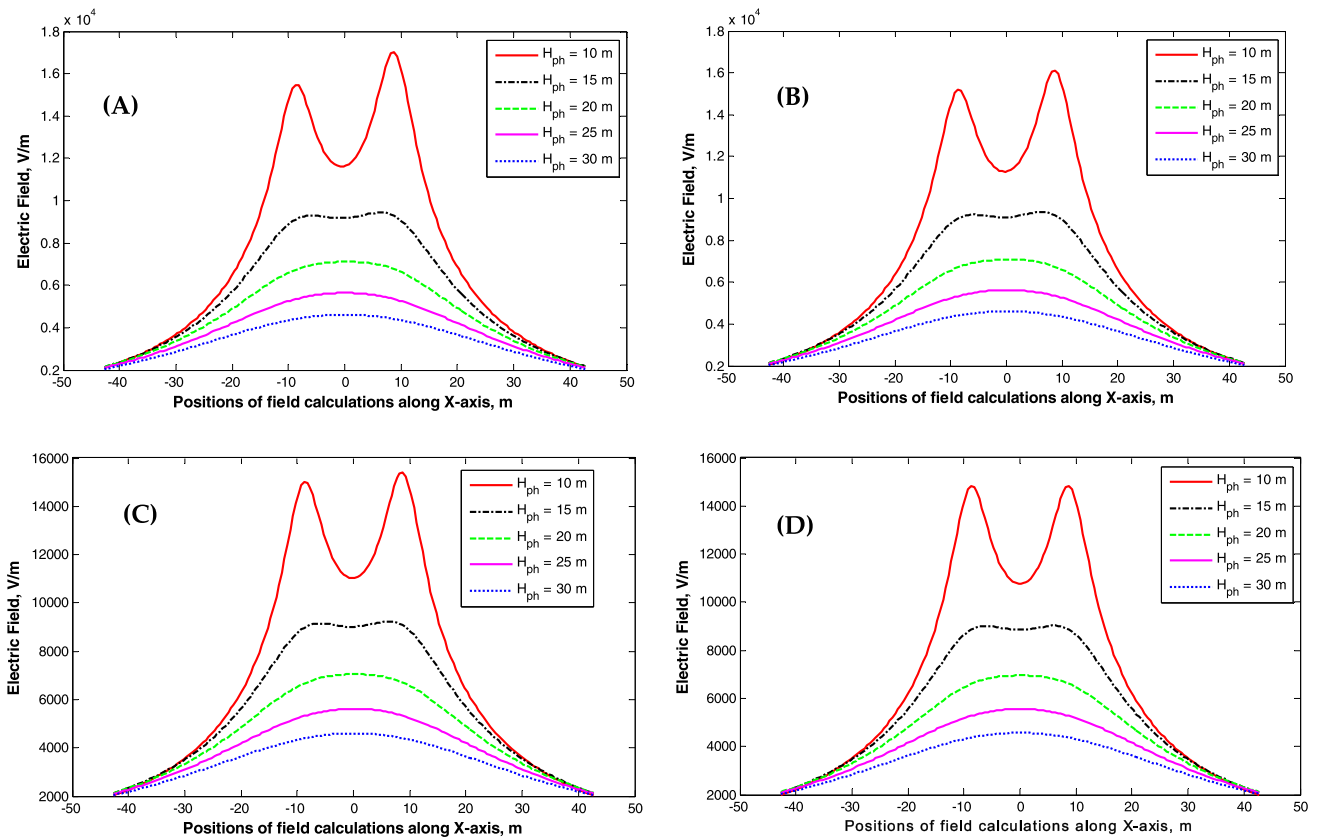 x 10⁴
1.8
1.6
1.4
1.2
1
0.8
0.6
0.4
0.2
Electric Field, V/m
-50 -40 -30 -20 -10 0 10 20 30 40 50
Positions of field calculations along X-axis, m
(A)
H_ph = 10 m
H_ph = 15 m
H_ph = 20 m
H_ph = 25 m
H_ph = 30 m
x 10⁴
1.8
1.6
1.4
1.2
1
0.8
0.6
0.4
0.2
Electric Field, V/m
-50 -40 -30 -20 -10 0 10 20 30 40 50
Positions of field calculations along X-axis, m
(B)
H_ph = 10 m
H_ph = 15 m
H_ph = 20 m
H_ph = 25 m
H_ph = 30 m
16000
14000
12000
10000
8000
6000
4000
2000
Electric Field, V/m
-50 -40 -30 -20 -10 0 10 20 30 40 50
Positions of field calculations along X-axis, m
(C)
H_ph = 10 m
H_ph = 15 m
H_ph = 20 m
H_ph = 25 m
H_ph = 30 m
16000
14000
12000
10000
8000
6000
4000
2000
Electric Field, V/m
-50 -40 -30 -20 -10 0 10 20 30 40 50
Positions of field calculations along X-axis, m
(D)
H_ph = 10 m
H_ph = 15 m
H_ph = 20 m
H_ph = 25 m
H_ph = 30 m